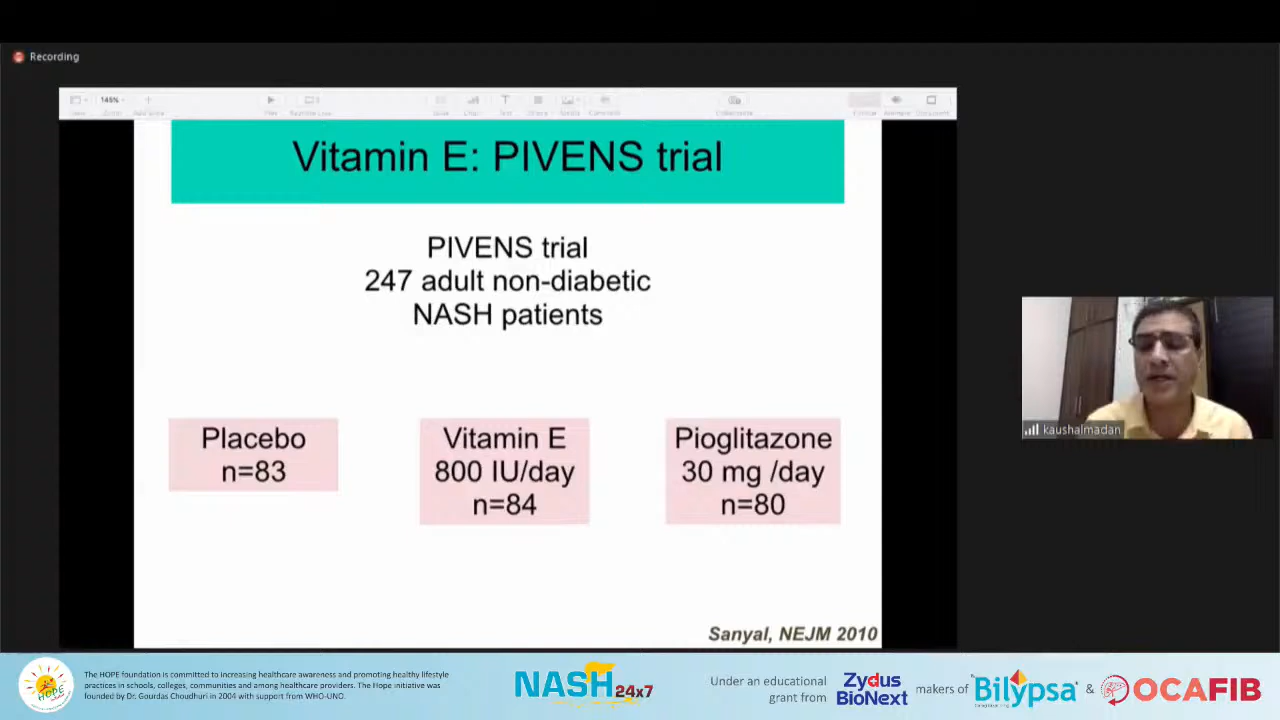 Recording
148%
Vitamin E: PIVENS trial
PIVENS trial
247 adult non-diabetic
NASH patients
Placebo
n=83
Vitamin E
800 IU/day
n=84
Pioglitazone
30 mg /day
n=80
Sanyal, NEJM 2010
kaushalmadan
HOPE
The HOPE foundation is committed to increasing healthcare awareness and promoting healthy lifestyle
practices in schools, colleges, communities and among healthcare providers. The Hope initiative was
founded by Dr. Gourdas Choudhuri in 2004 with support from WHO-UNO.
NASH 24x7
Under an educational
grant from
Zydus
BioNext
makers of
Bilypsa
&
OCAFIB